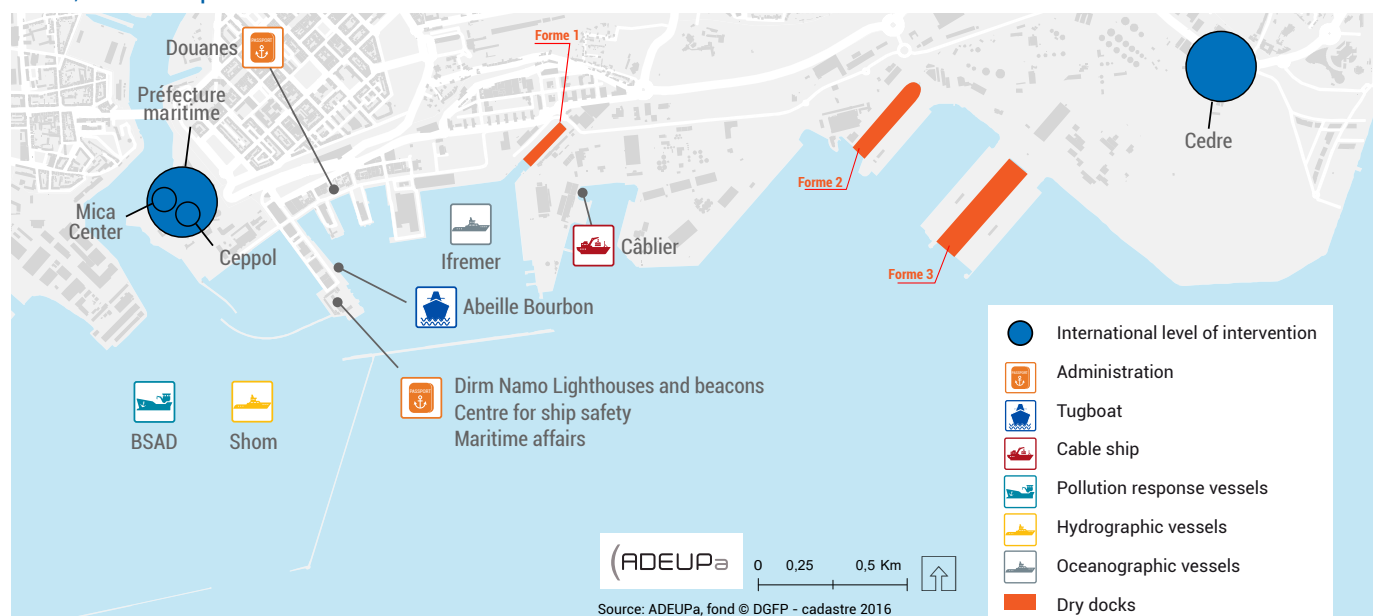 Douanes
Forme 1
Préfecture
maritime
Cedre
Forme 2
Mica
Center
Ceppol
Ifremer
Câblier
Forme 3
Abeille Bourbon
Dirm Namo Lighthouses and beacons
Centre for ship safety
Maritime affairs
BSAD
Shom
International level of intervention
Administration
Tugboat
Cable ship
Pollution response vessels
Hydrographic vessels
Oceanographic vessels
Dry docks
(ADEUPa
0 0,25 0,5 Km
Source: ADEUPa, fond © DGFP - cadastre 2016